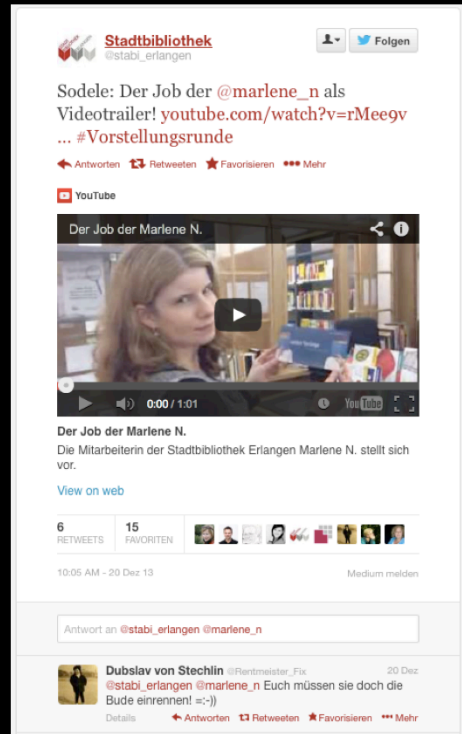 Stadtbibliothek
@stabi_erlangen
Folgen
Sodele: Der Job der @marlene_n als
Videotrailer! youtube.com/watch?v=rMee9v
... #Vorstellungsrunde
Antworten Retweeten Favorisieren Mehr
YouTube
Der Job der Marlene N.
0:00 / 1:01 YouTube
Der Job der Marlene N.
Die Mitarbeiterin der Stadtbibliothek Erlangen Marlene N. stellt sich
vor.
View on web
6 15
RETWEETS FAVORITEN
10:05 AM - 20 Dez 13 Medium melden
Antwort an @stabi_erlangen @marlene_n
Dubslav von Stechlin @Rentmeister_Fix 20 Dez
@stabi_erlangen @marlene_n Euch müssen sie doch die
Bude einrennen! =:-))
Details Antworten Retweeten Favorisieren Mehr